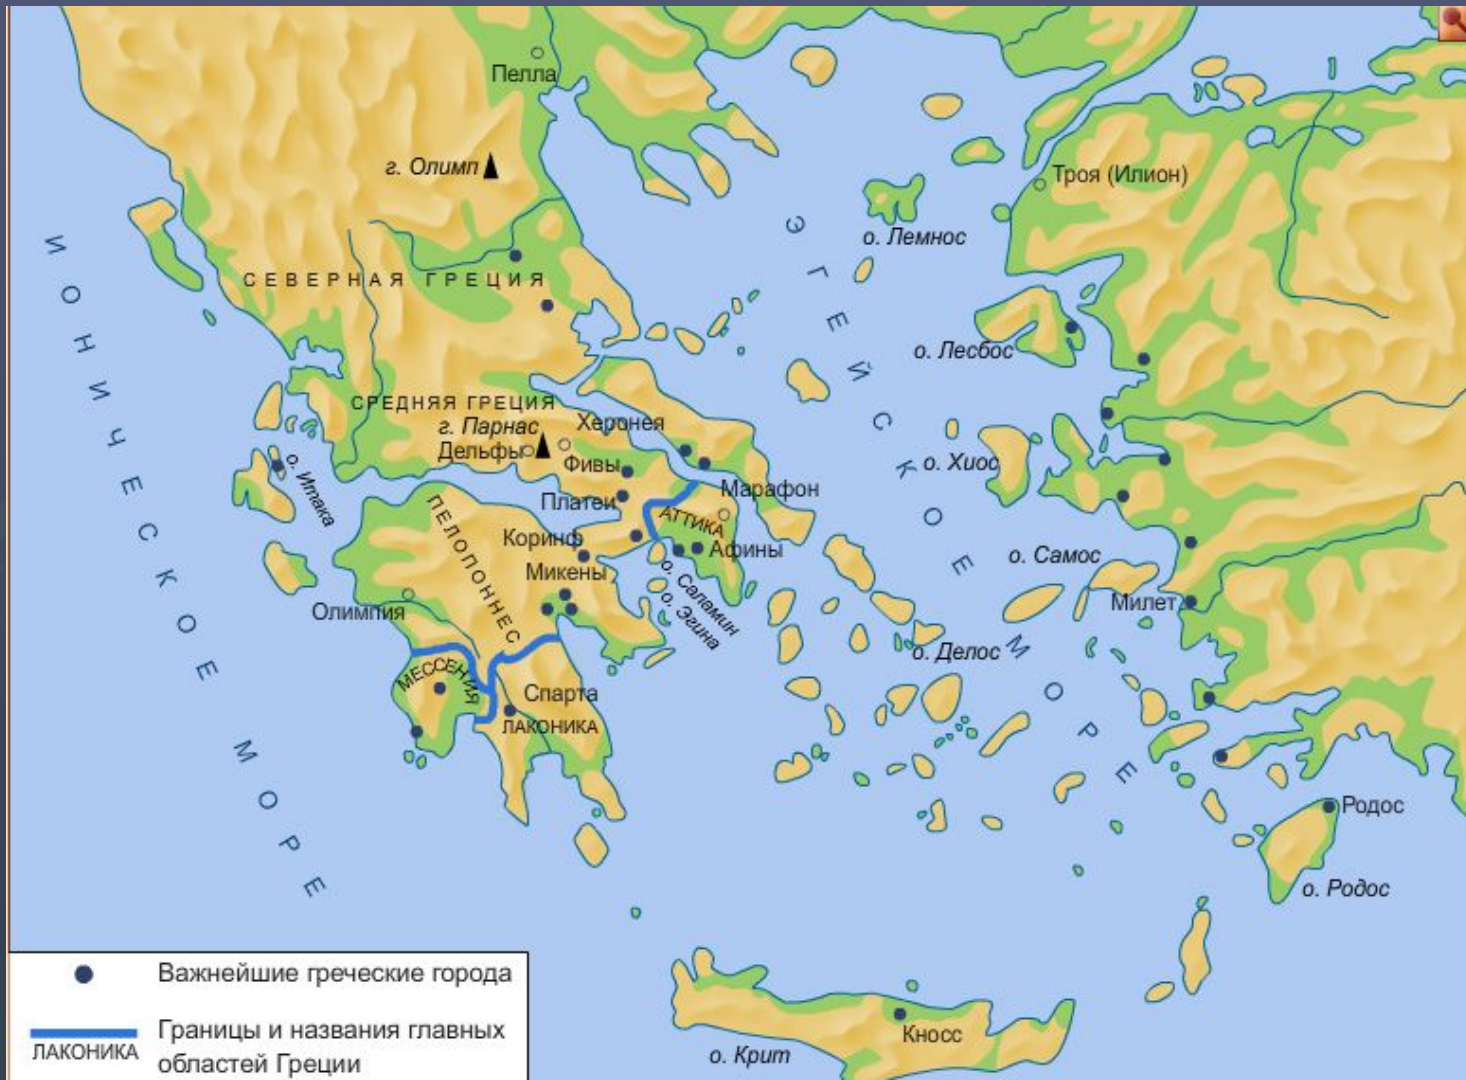 Пелла
г. Олимп
Троя (Илион)
о. Лемнос
ЭГЕЙСКОЕ МОРЕ
ИОНИЧЕСКОЕ МОРЕ
СЕВЕРНАЯ ГРЕЦИЯ
о. Лесбос
СРЕДНЯЯ ГРЕЦИЯ
г. Парнас
Херонея
Дельфы
Фивы
о. Хиос
о. Итака
Марафон
Платеи
АТТИКА
ПЕЛОПОННЕС
Коринф
Афины
о. Самос
Микены
о. Саламин
о. Эгина
Олимпия
Милет
о. Делос
МЕССЕНИЯ
Спарта
ЛАКОНИКА
Родос
о. Родос
Кносс
о. Крит
Важнейшие греческие города
Границы и названия главных
ЛАКОНИКА
областей Греции